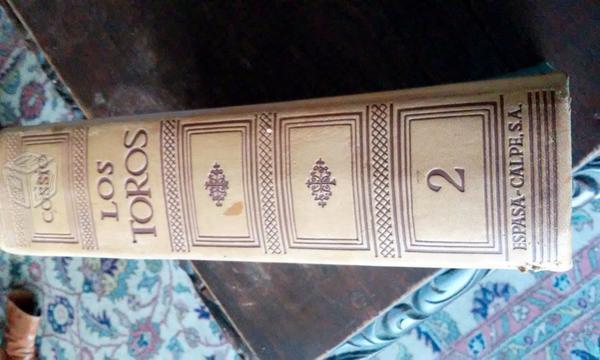 COSSÍO
LOS
TOROS
2
ESPASA-CALPE, S.A.